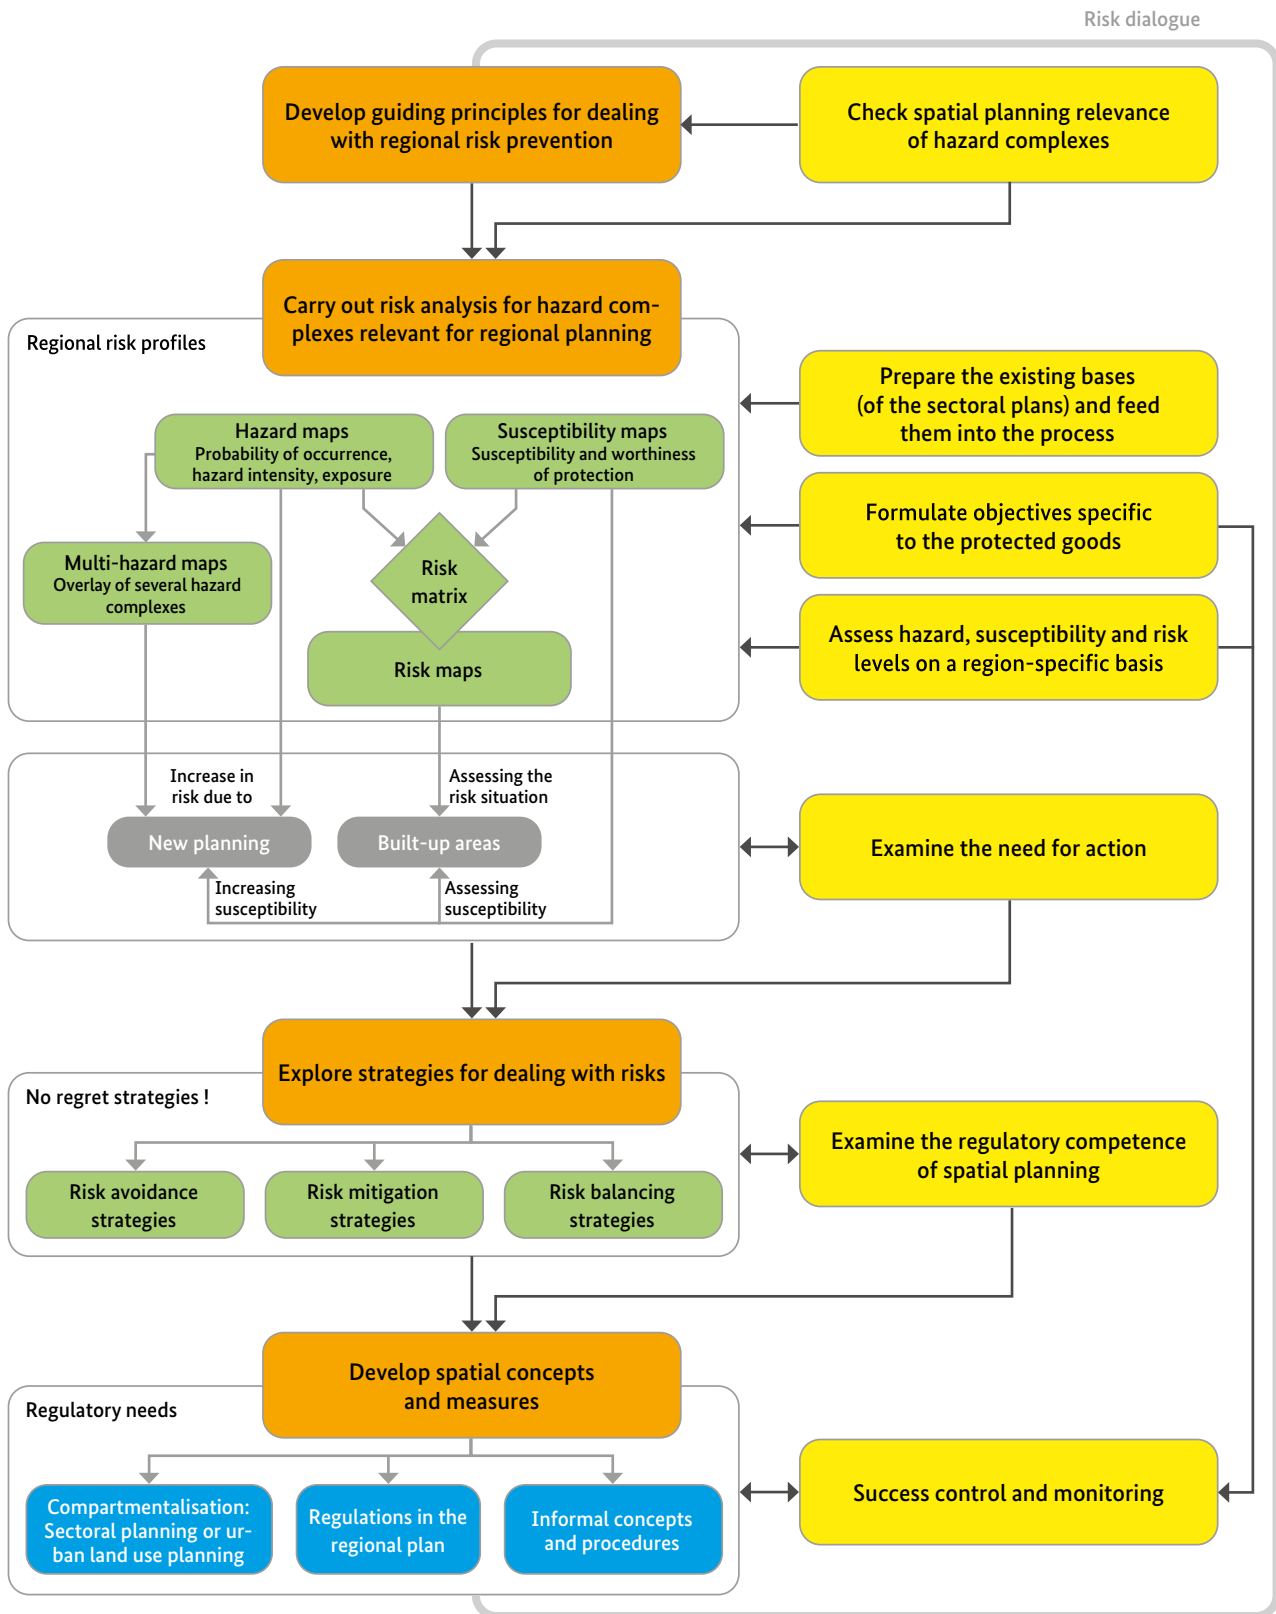 Risk dialogue
Develop guiding principles for dealing
with regional risk prevention
Check spatial planning relevance
of hazard complexes
Carry out risk analysis for hazard com-
plexes relevant for regional planning
Regional risk profiles
Prepare the existing bases
(of the sectoral plans) and feed
them into the process
Hazard maps
Probability of occurrence,
hazard intensity, exposure
Susceptibility maps
Susceptibility and worthiness
of protection
Formulate objectives specific
to the protected goods
Multi-hazard maps
Overlay of several hazard
complexes
Risk
matrix
Assess hazard, susceptibility and risk
levels on a region-specific basis
Risk maps
Increase in
risk due to
Assessing the
risk situation
New planning
Built-up areas
Examine the need for action
Increasing
susceptibility
Assessing
susceptibility
Explore strategies for dealing with risks
No regret strategies !
Examine the regulatory competence
of spatial planning
Risk avoidance
strategies
Risk mitigation
strategies
Risk balancing
strategies
Develop spatial concepts
and measures
Regulatory needs
Success control and monitoring
Compartmentalisation:
Sectoral planning or ur-
ban land use planning
Regulations in the
regional plan
Informal concepts
and procedures